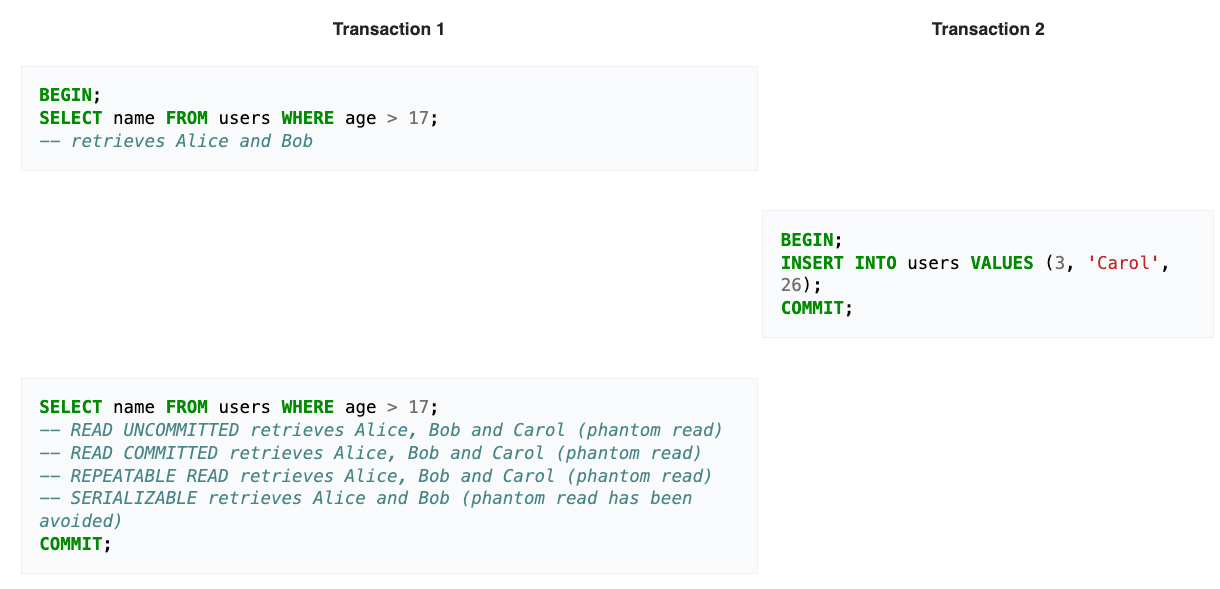 Transaction 1
Transaction 2
BEGIN;
SELECT name FROM users WHERE age > 17;
-- retrieves Alice and Bob
BEGIN;
INSERT INTO users VALUES (3, 'Carol',
26);
COMMIT;
SELECT name FROM users WHERE age > 17;
-- READ UNCOMMITTED retrieves Alice, Bob and Carol (phantom read)
-- READ COMMITTED retrieves Alice, Bob and Carol (phantom read)
-- REPEATABLE READ retrieves Alice, Bob and Carol (phantom read)
-- SERIALIZABLE retrieves Alice and Bob (phantom read has been
avoided)
COMMIT;